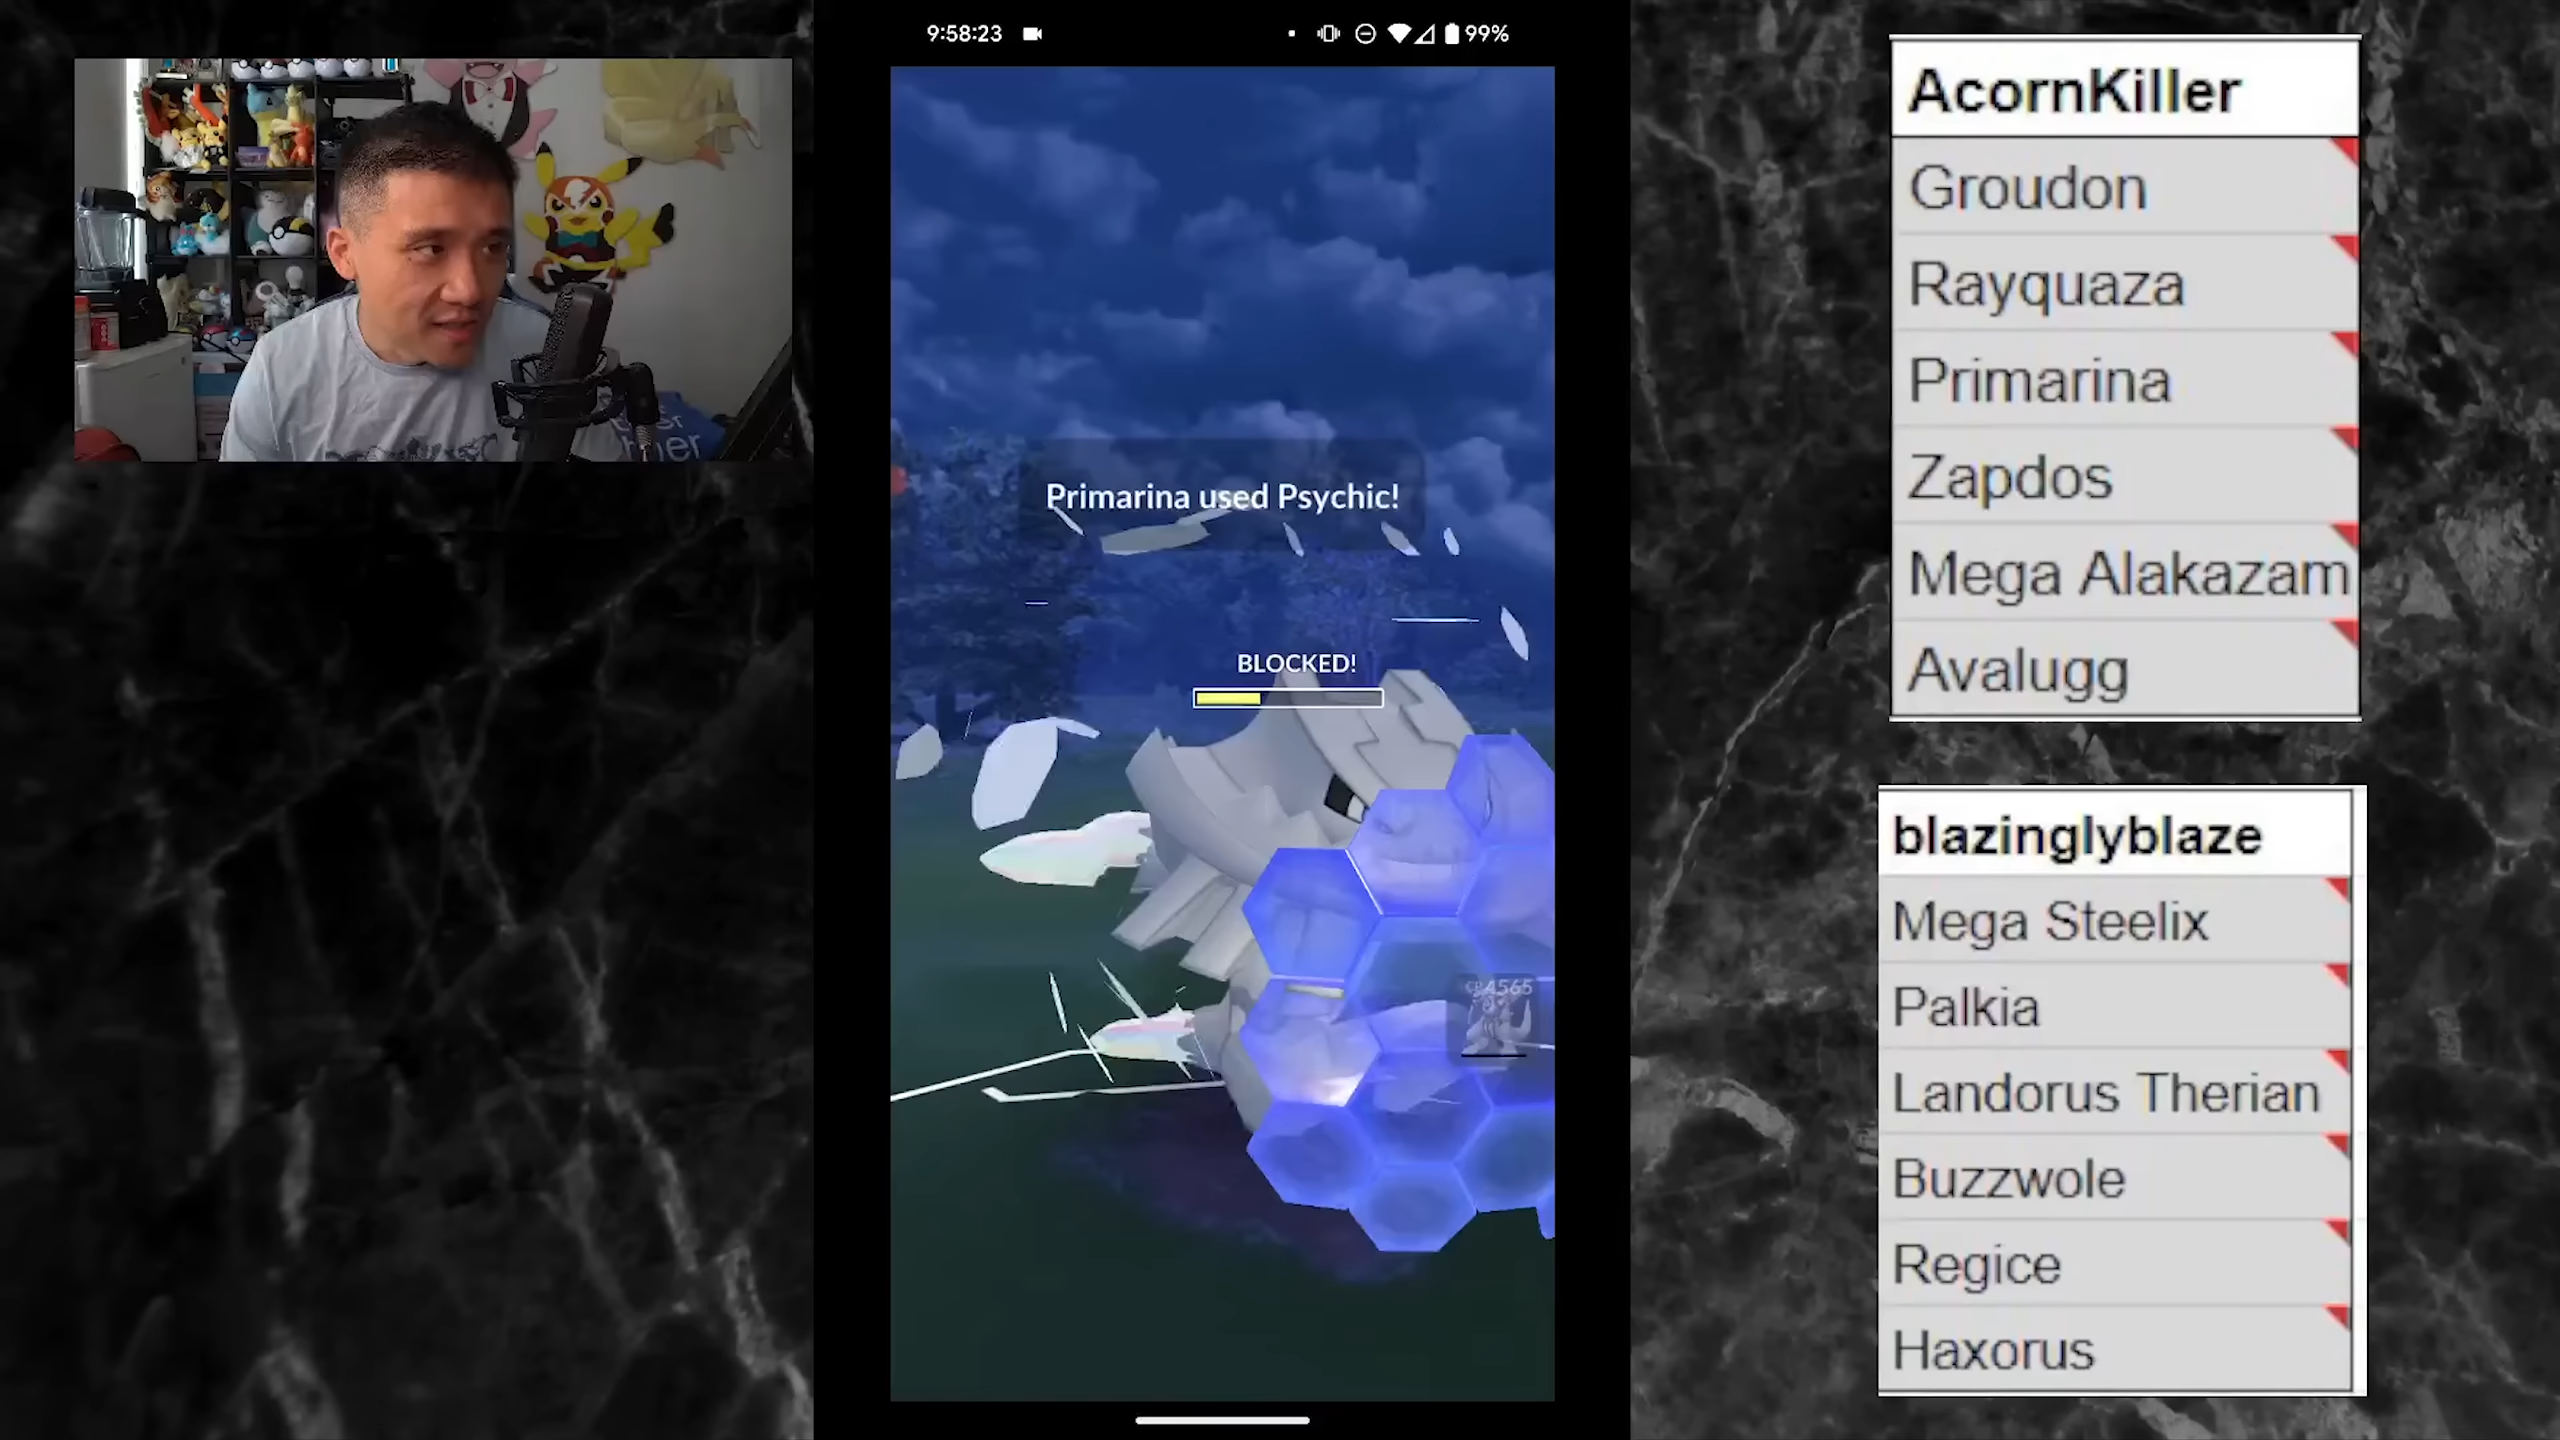 9:58:23
99%
Primarina used Psychic!
BLOCKED!
CP4565
AcornKiller
Groudon
Rayquaza
Primarina
Zapdos
Mega Alakazam
Avalugg
blazinglyblaze
Mega Steelix
Palkia
Landorus Therian
Buzzwole
Regice
Haxorus